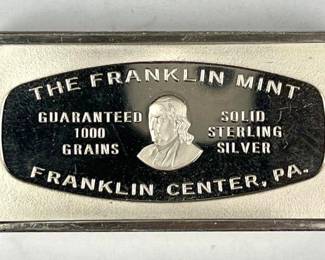 THE FRANKLIN MINT
GUARANTEED
1000
GRAINS
SOLID
STERLING
SILVER
FRANKLIN CENTER, PA.